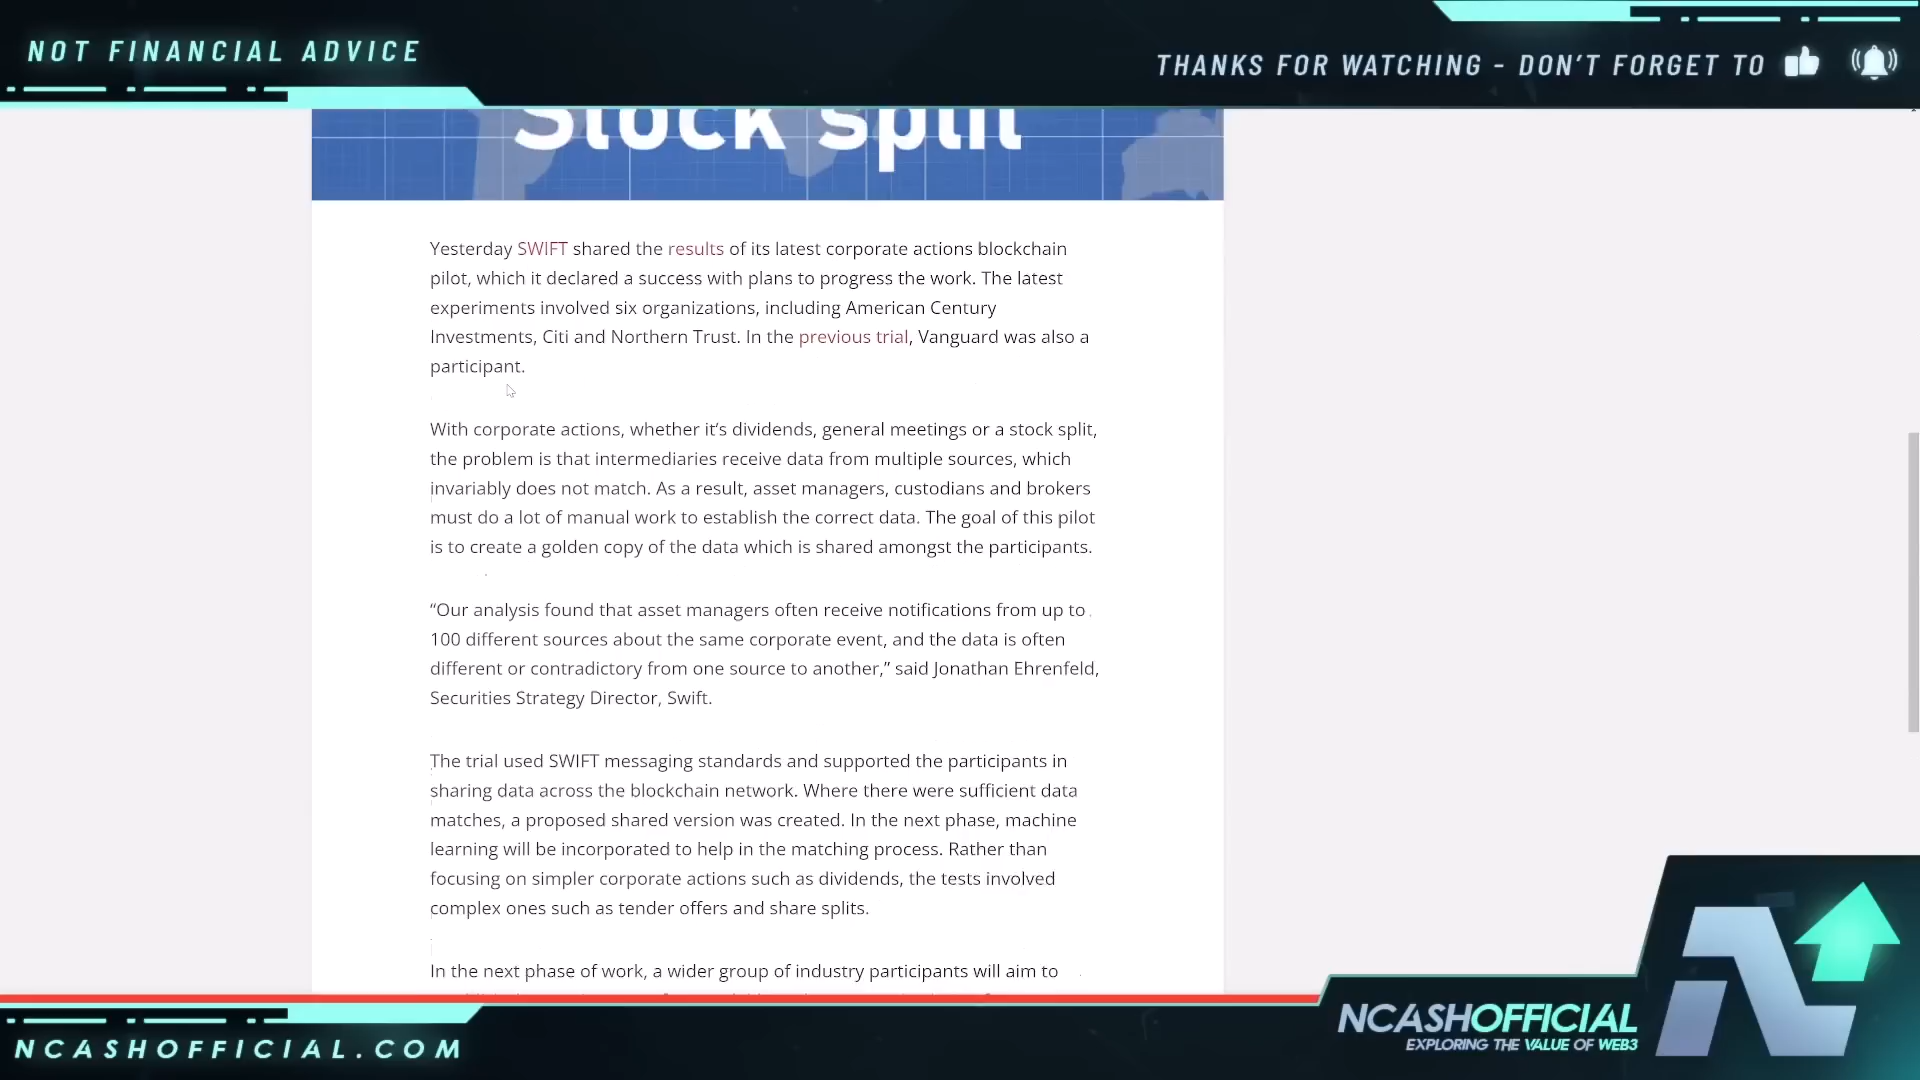 NOT FINANCIAL ADVICE
THANKS FOR WATCHING - DON'T FORGET TO
Stock split
Yesterday SWIFT shared the results of its latest corporate actions blockchain
pilot, which it declared a success with plans to progress the work. The latest
experiments involved six organizations, including American Century
Investments, Citi and Northern Trust. In the previous trial, Vanguard was also a
participant.
With corporate actions, whether it’s dividends, general meetings or a stock split,
the problem is that intermediaries receive data from multiple sources, which
invariably does not match. As a result, asset managers, custodians and brokers
must do a lot of manual work to establish the correct data. The goal of this pilot
is to create a golden copy of the data which is shared amongst the participants.
“Our analysis found that asset managers often receive notifications from up to
100 different sources about the same corporate event, and the data is often
different or contradictory from one source to another,” said Jonathan Ehrenfeld,
Securities Strategy Director, Swift.
The trial used SWIFT messaging standards and supported the participants in
sharing data across the blockchain network. Where there were sufficient data
matches, a proposed shared version was created. In the next phase, machine
learning will be incorporated to help in the matching process. Rather than
focusing on simpler corporate actions such as dividends, the tests involved
complex ones such as tender offers and share splits.
In the next phase of work, a wider group of industry participants will aim to
NCASHOFFICIAL
EXPLORING THE VALUE OF WEB3
NCASHOFFICIAL.COM